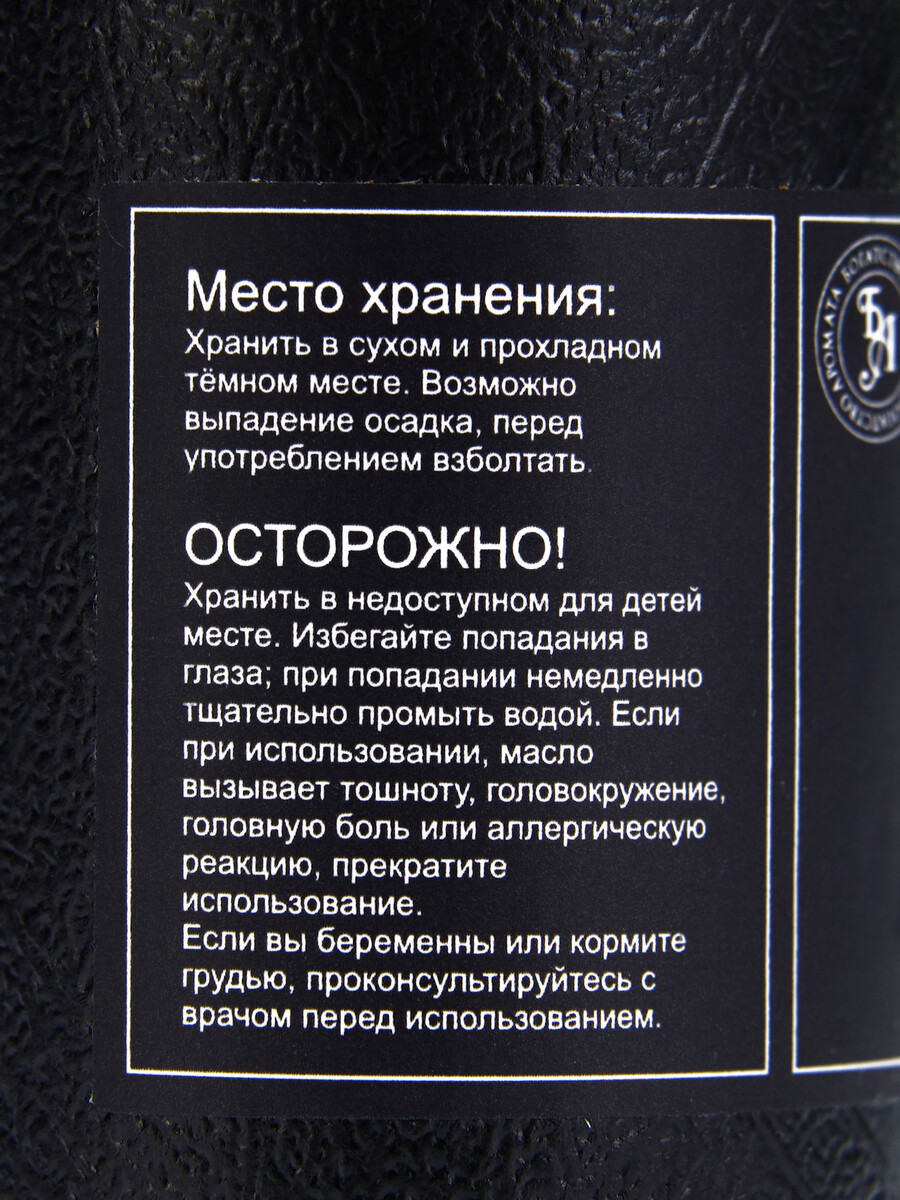 Место хранения:
Хранить в сухом и прохладном
тёмном месте. Возможно
выпадение осадка, перед
употреблением взболтать.
ОСТОРОЖНО!
Хранить в недоступном для детей
месте. Избегайте попадания в
глаза; при попадании немедленно
тщательно промыть водой. Если
при использовании, масло
вызывает тошноту, головокружение,
головную боль или аллергическую
реакцию, прекратите
использование.
Если вы беременны или кормите
грудью, проконсультируйтесь с
врачом перед использованием.
АРОМАТА
БА